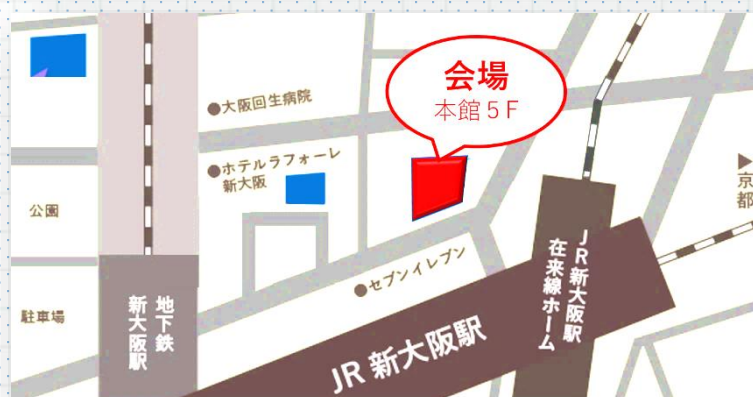 会場
本館5F
●大阪回生病院
●ホテルラフォーレ
新大阪
公園
●セブンイレブン
駐車場
地下鉄
新大阪駅
JR 新大阪駅
JR新大阪駅
在来線ホーム
▶
京都